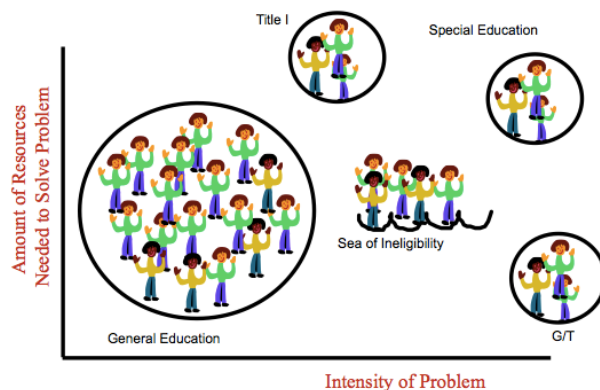 Title I
Special Education
Amount of Resources
Needed to Solve Problem
Sea of Ineligibility
General Education
G/T
Intensity of Problem